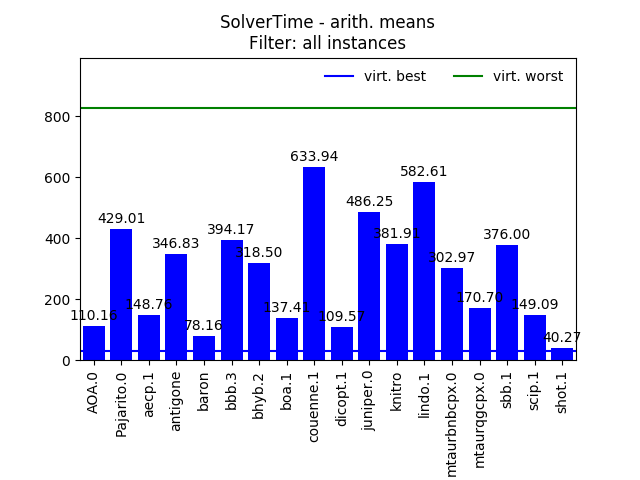 SolverTime - arith. means
Filter: all instances
virt. best
virt. worst
800
600
400
200
0
110.16
429.01
148.76
346.83
78.16
394.17
318.50
137.41
633.94
109.57
486.25
381.91
582.61
302.97
170.70
376.00
149.09
40.27
AOA.0
Pajarito.0
aecp.1
antigone
baron
bbb.3
bhyb.2
boa.1
couenne.1
dicopt.1
juniper.0
knitro
lindo.1
mtaurbnbcpx.0
mtaurqgcpx.0
sbb.1
scip.1
shot.1